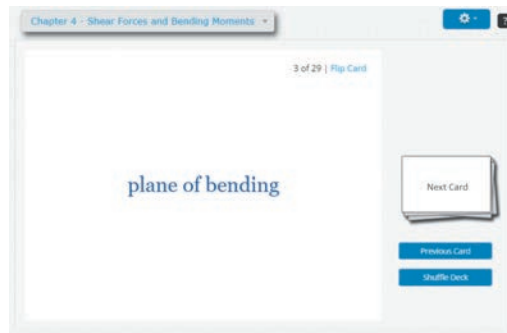 Chapter 4 - Shear Forces and Bending Moments
?
3 of 29 | Flip Card
plane of bending
Next Card
Previous Card
Shuffle Deck